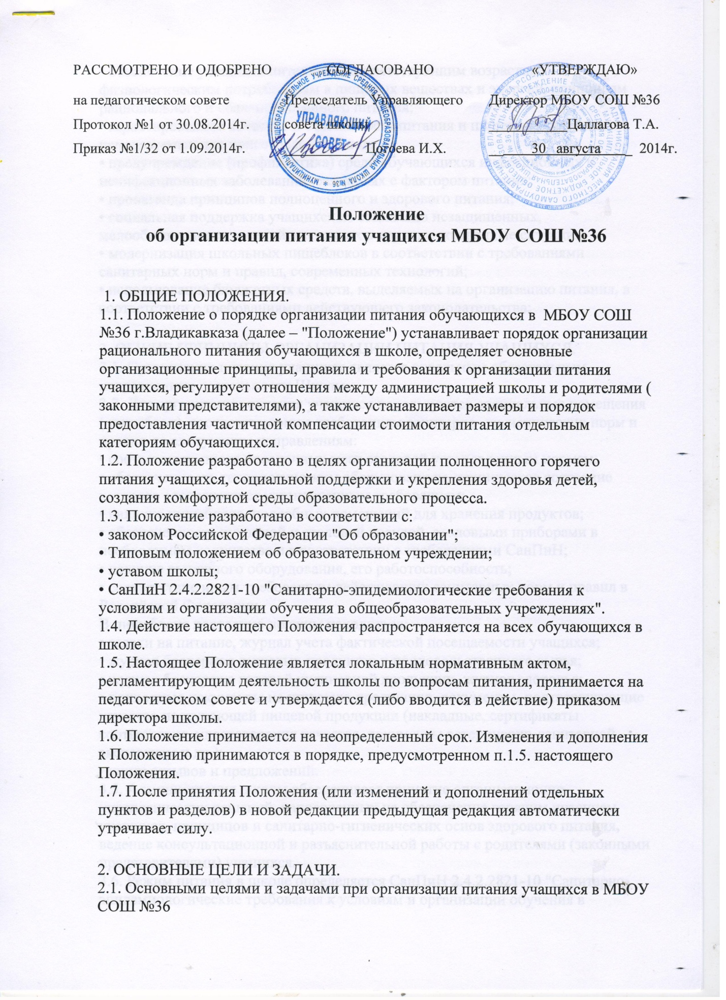 РАССМОТРЕНО И ОДОБРЕНО СОГЛАСОВАНО «УТВЕРЖДАЮ»
на педагогическом совете Председатель Управляющего Директор МБОУ СОШ №36
Протокол №1 от 30.08.2014г. совета школы Цаллагова Т.А.
Приказ №1/32 от 1.09.2014г. Цогоева И.Х. 30 августа 2014г.
УПРАВЛЯЮЩИЙ
СОВЕТ
МУНИЦИПАЛЬНОЕ ОБЩЕОБРАЗОВАТЕЛЬНОЕ УЧРЕЖДЕНИЕ СРЕДНЯЯ ОБЩЕОБРАЗОВАТЕЛЬНАЯ ШКОЛА №36
Положение
об организации питания учащихся МБОУ СОШ №36
1. ОБЩИЕ ПОЛОЖЕНИЯ.
1.1. Положение о порядке организации питания обучающихся в МБОУ СОШ
№36 г.Владикавказа (далее – "Положение") устанавливает порядок организации
рационального питания обучающихся в школе, определяет основные
организационные принципы, правила и требования к организации питания
учащихся, регулирует отношения между администрацией школы и родителями (
законными представителями), а также устанавливает размеры и порядок
предоставления частичной компенсации стоимости питания отдельным
категориям обучающихся.
1.2. Положение разработано в целях организации полноценного горячего
питания учащихся, социальной поддержки и укрепления здоровья детей,
создания комфортной среды образовательного процесса.
1.3. Положение разработано в соответствии с:
• законом Российской Федерации "Об образовании";
• Типовым положением об образовательном учреждении;
• уставом школы;
• СанПиН 2.4.2.2821-10 "Санитарно-эпидемиологические требования к
условиям и организации обучения в общеобразовательных учреждениях".
1.4. Действие настоящего Положения распространяется на всех обучающихся в
школе.
1.5. Настоящее Положение является локальным нормативным актом,
регламентирующим деятельность школы по вопросам питания, принимается на
педагогическом совете и утверждается (либо вводится в действие) приказом
директора школы.
1.6. Положение принимается на неопределенный срок. Изменения и дополнения
к Положению принимаются в порядке, предусмотренном п.1.5. настоящего
Положения.
1.7. После принятия Положения (или изменений и дополнений отдельных
пунктов и разделов) в новой редакции предыдущая редакция автоматически
утрачивает силу.
2. ОСНОВНЫЕ ЦЕЛИ И ЗАДАЧИ.
2.1. Основными целями и задачами при организации питания учащихся в МБОУ
СОШ №36